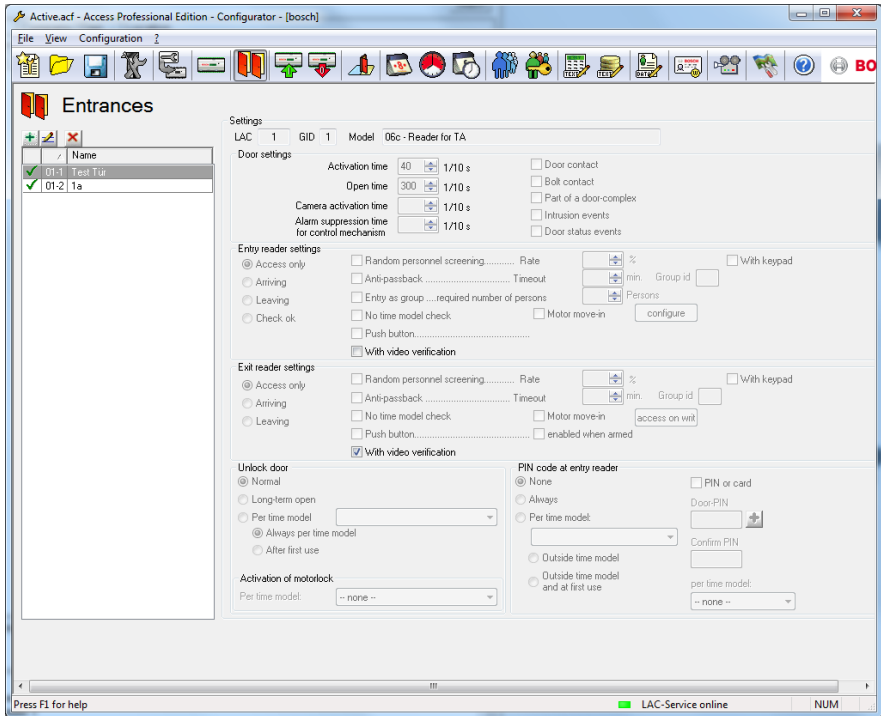 Active.acf - Access Professional Edition - Configurator - [bosch]
File View Configuration ?
BO
Entrances
Name
01-1 Test Tür
01-2 1a
Settings
LAC 1 GID 1 Model 06c - Reader for TA
Door settings
Activation time 40 1/10 s Door contact
Open time 300 1/10 s Bolt contact
Camera activation time 1/10 s Part of a door-complex
Alarm suppression time for control mechanism 1/10 s Intrusion events
Door status events
Entry reader settings
Access only Random personnel screening............ Rate % With keypad
Arriving Anti-passback .............................. Timeout min. Group id
Leaving Entry as group ....required number of persons Persons
Check ok No time model check Motor move-in configure
Push button.........................................
With video verification
Exit reader settings
Access only Random personnel screening............ Rate % With keypad
Arriving Anti-passback .............................. Timeout min. Group id
Leaving No time model check Motor move-in access on writ
Push button......................................... enabled when armed
With video verification
Unlock door
Normal
Long-term open
Per time model
Always per time model
After first use
Activation of motorlock
Per time model: -- none --
PIN code at entry reader
None PIN or card
Always Door-PIN
Per time model:
Confirm PIN
Outside time model
Outside time model and at first use
per time model:
-- none --
Press F1 for help LAC-Service online NUM